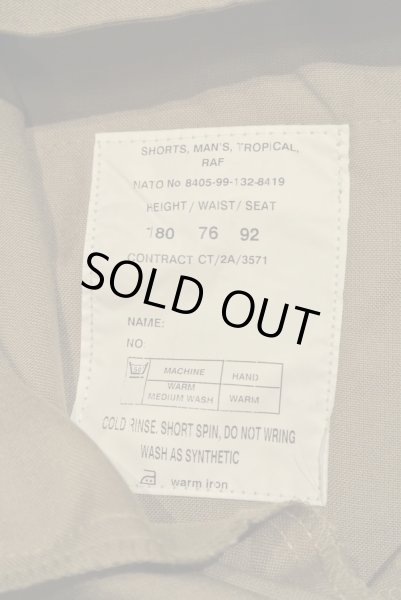 SHORTS, MAN'S, TROPICAL,
RAF
NATO No 8405-99-132-8419
HEIGHT / WAIST / SEAT
180 76 92
CONTRACT CT/2A/3571
SOLD OUT
NAME:
NO:
MACHINE HAND
WARM
MEDIUM WASH WARM
COLD RINSE. SHORT SPIN, DO NOT WRING
WASH AS SYNTHETIC
warm iron